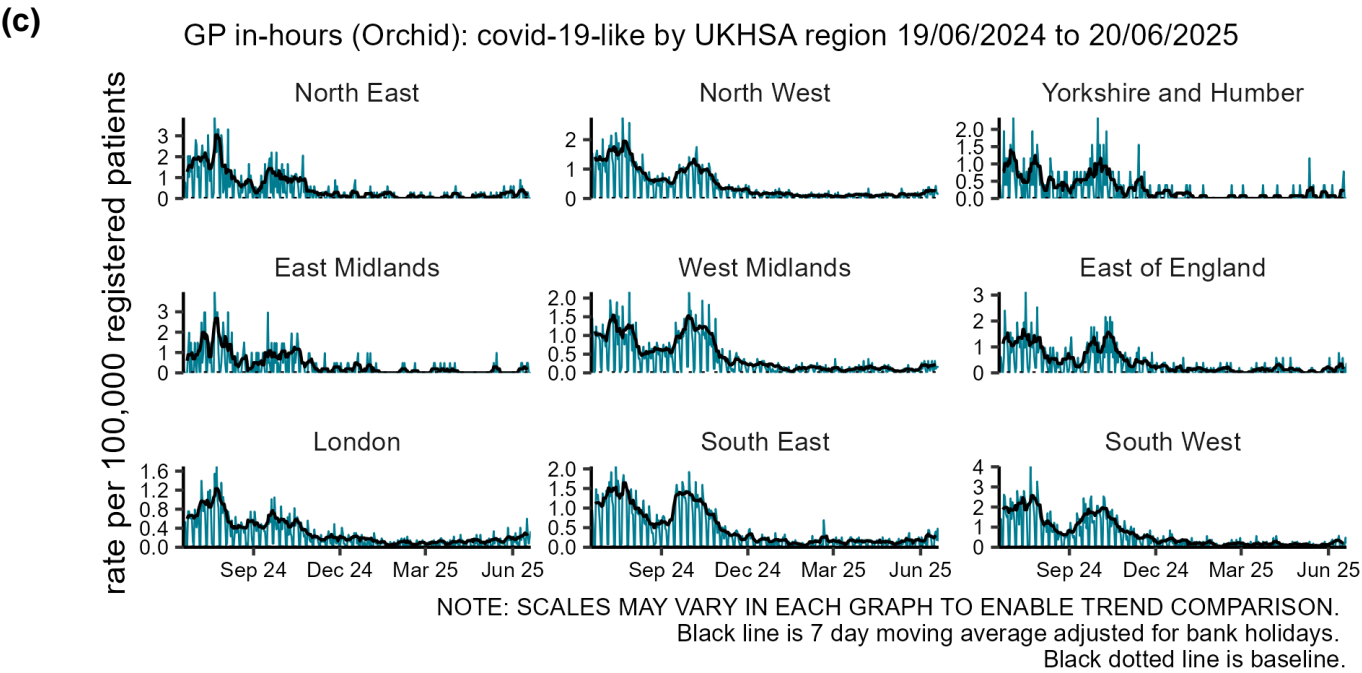 (c)
GP in-hours (Orchid): covid-19-like by UKHSA region 19/06/2024 to 20/06/2025
rate per 100,000 registered patients
North East
3
2
1
0
North West
2
1
0
Yorkshire and Humber
2.0
1.5
1.0
0.5
0.0
East Midlands
3
2
1
0
West Midlands
2.0
1.5
1.0
0.5
0.0
East of England
3
2
1
0
London
1.6
1.2
0.8
0.4
0.0
Sep 24 Dec 24 Mar 25 Jun 25
South East
2.0
1.5
1.0
0.5
0.0
Sep 24 Dec 24 Mar 25 Jun 25
South West
4
3
2
1
0
Sep 24 Dec 24 Mar 25 Jun 25
NOTE: SCALES MAY VARY IN EACH GRAPH TO ENABLE TREND COMPARISON.
Black line is 7 day moving average adjusted for bank holidays.
Black dotted line is baseline.